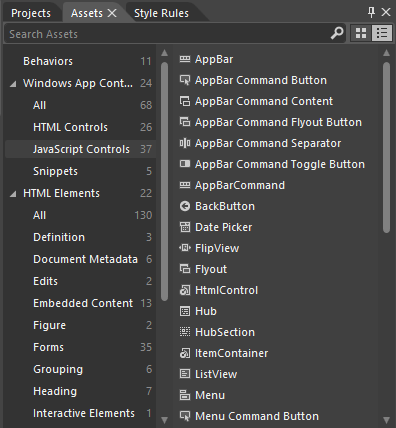 Projects
Assets
Style Rules
Search Assets
Behaviors 11
Windows App Cont... 24
All 68
HTML Controls 26
JavaScript Controls 37
Snippets 5
HTML Elements 22
All 130
Definition 3
Document Metadata 6
Edits 2
Embedded Content 13
Figure 2
Forms 35
Grouping 6
Heading 7
Interactive Elements 1
AppBar
AppBar Command Button
AppBar Command Content
AppBar Command Flyout Button
AppBar Command Separator
AppBar Command Toggle Button
AppBarCommand
BackButton
Date Picker
FlipView
Flyout
HtmlControl
Hub
HubSection
ItemContainer
ListView
Menu
Menu Command Button